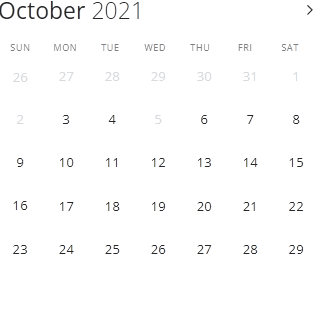 October 2021
SUN MON TUE WED THU FRI SAT
26 27 28 29 30 31 1
2 3 4 5 6 7 8
9 10 11 12 13 14 15
16 17 18 19 20 21 22
23 24 25 26 27 28 29